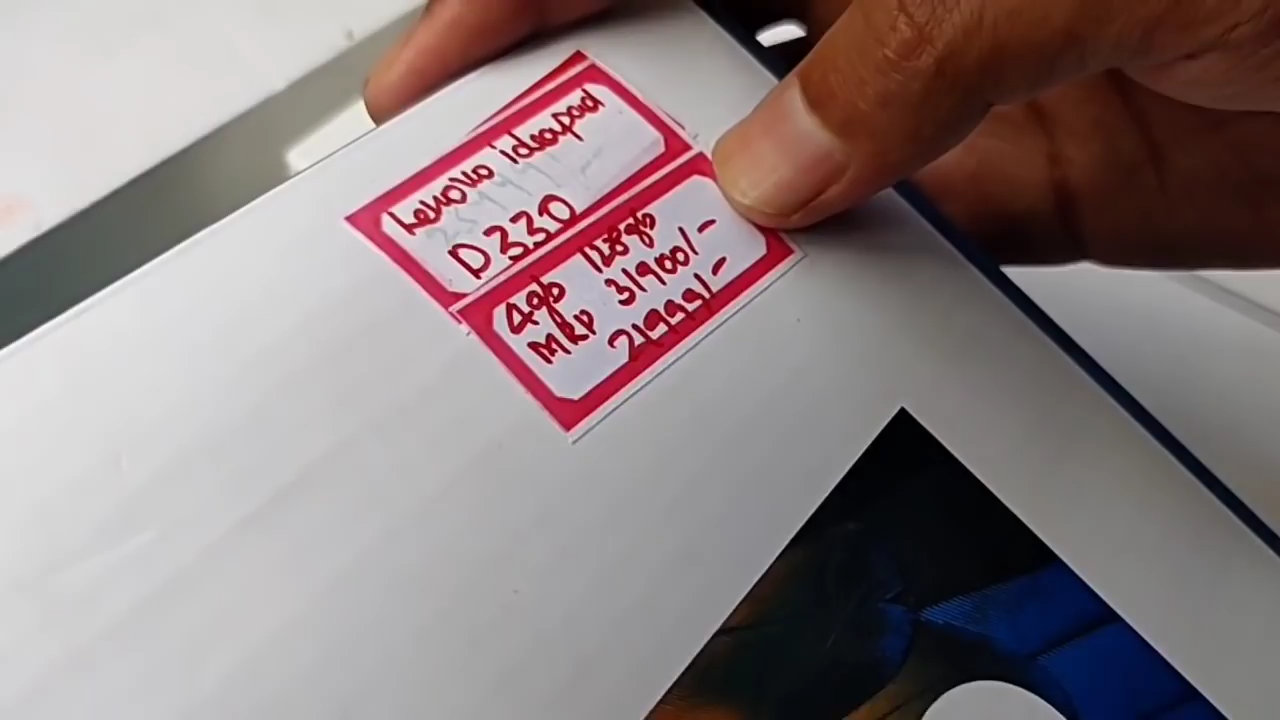 Lenovo ideapad
D330
4gb 128gb
MRP 31900/-
21999/-